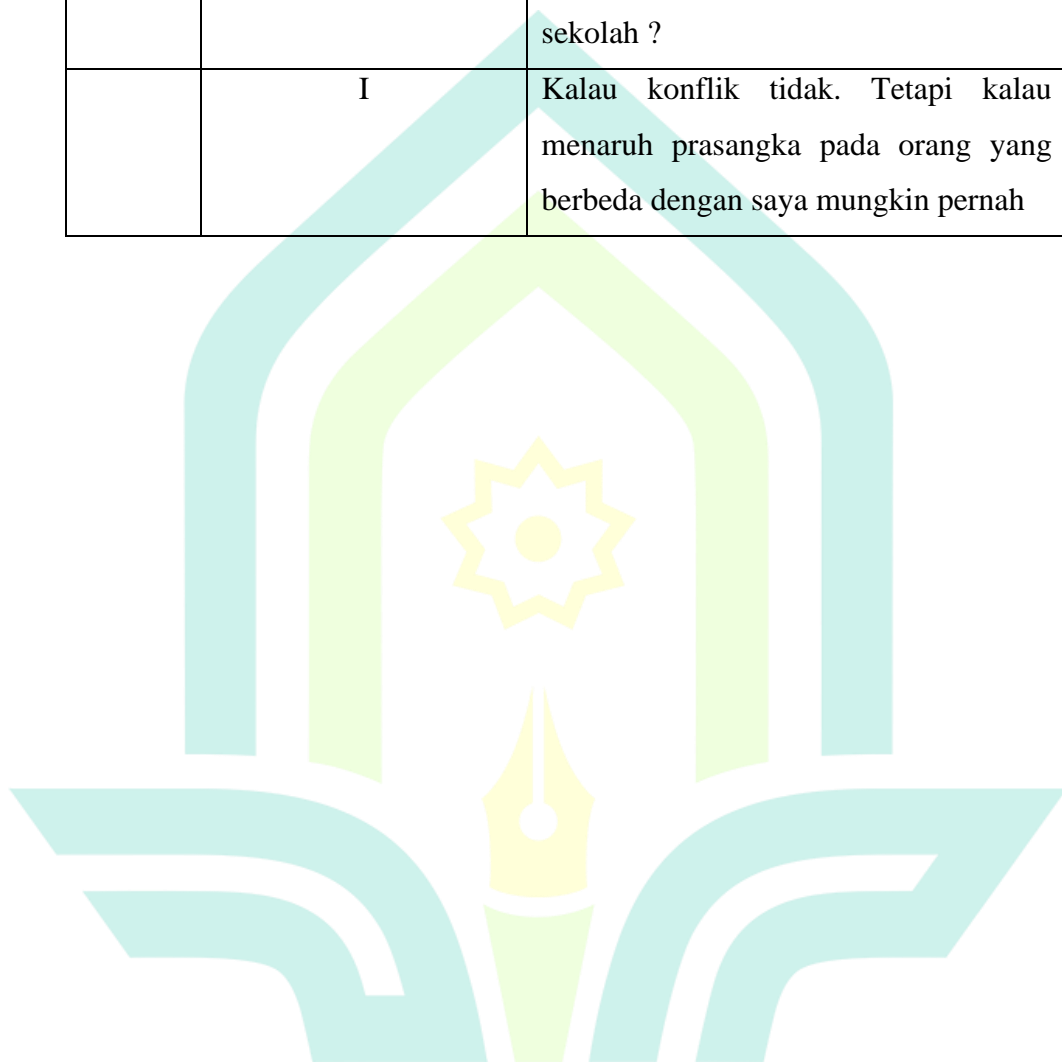 sekolah ?
I
Kalau konflik tidak. Tetapi kalau
menaruh prasangka pada orang yang
berbeda dengan saya mungkin pernah